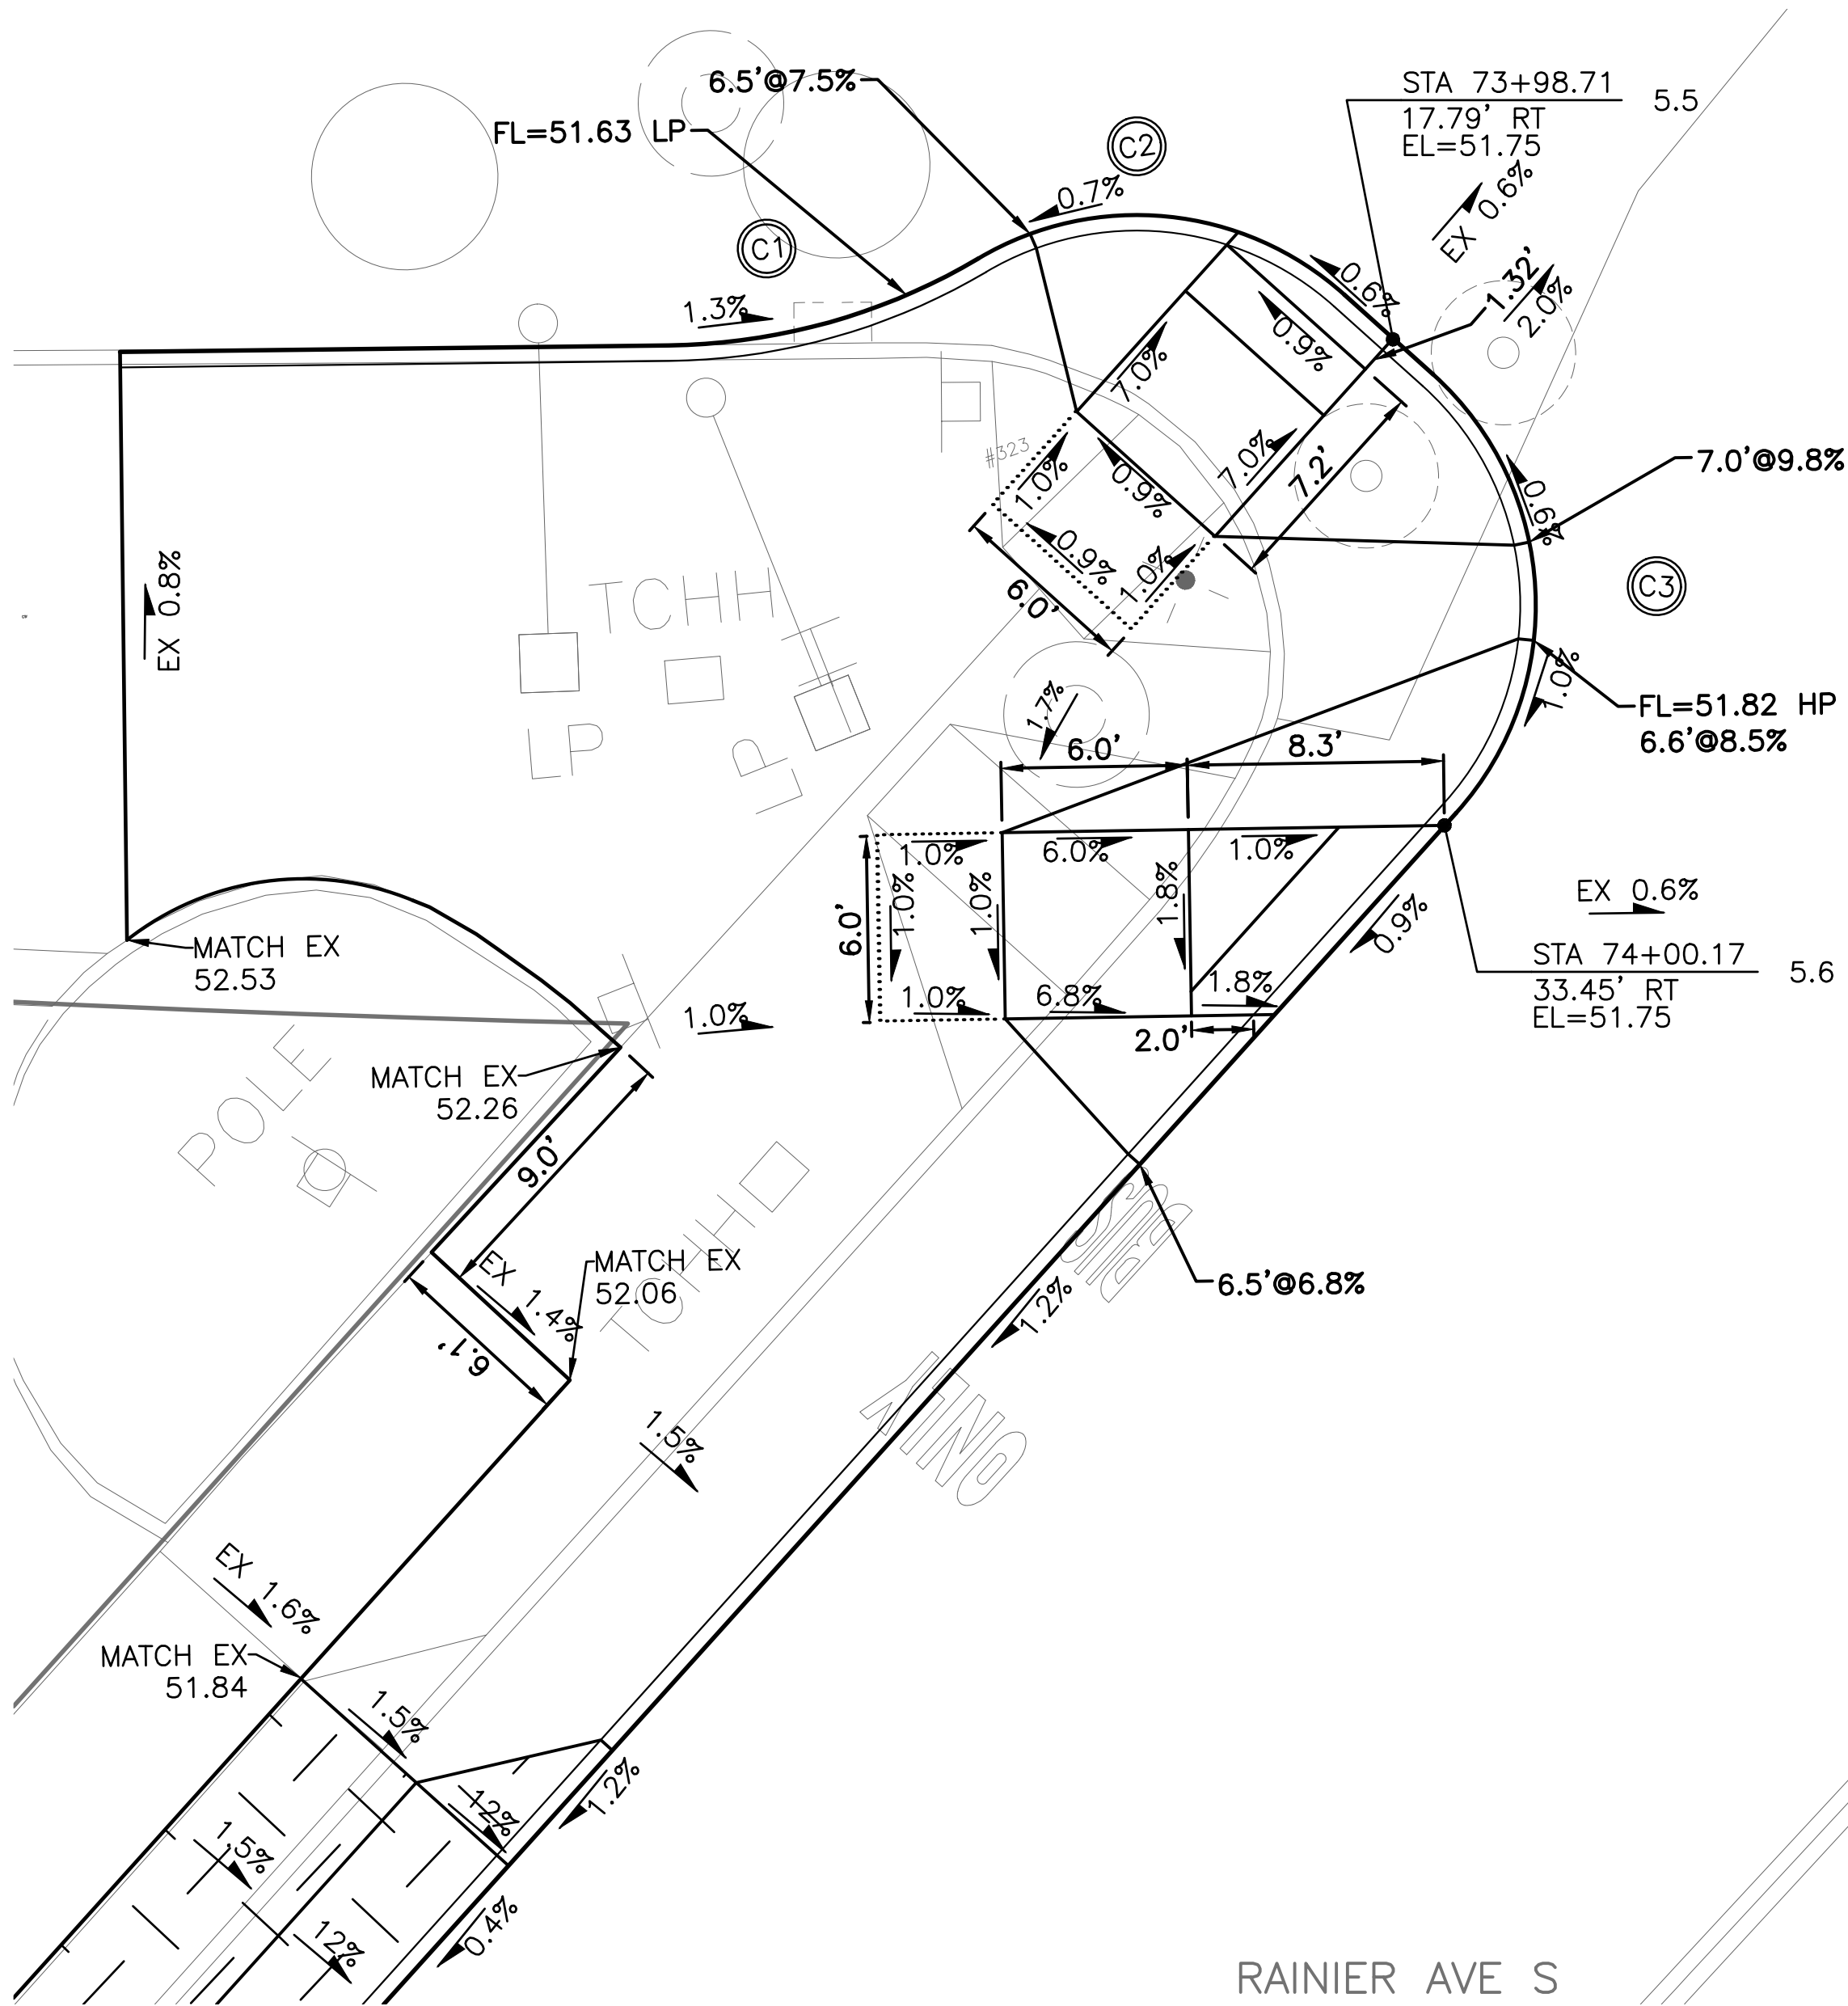 6.5'@7.5%
FL=51.63 LP
C2
STA 73+98.71
5.5
17.79' RT
EL=51.75
EX 0.6%
0.7%
C1
1.3%
0.6%
1.32'
2.0%
0.9%
7.0%
7.0%
7.2'
7.0'@9.8%
#323
1.0%
0.9%
0.9%
1.0%
6.0'
0.6%
C3
EX 0.8%
TCHH
LP
LP
1.7%
6.0'
8.3'
1.0%
FL=51.82 HP
6.6'@8.5%
1.0%
6.0%
1.0%
1.0%
1.0%
1.8%
6.0'
1.0%
6.8%
1.8%
2.0'
0.9%
EX 0.6%
STA 74+00.17
5.6
33.45' RT
EL=51.75
MATCH EX
52.53
1.0%
MATCH EX
52.26
POLE
9.0'
TCHH
MATCH EX
52.06
EX 1.4%
6.1'
BUS
6.5'@6.8%
1.2%
ONLY
1.5%
EX 1.6%
MATCH EX
51.84
1.5%
12%
1.2%
1.5%
12%
0.4%
RAINIER AVE S